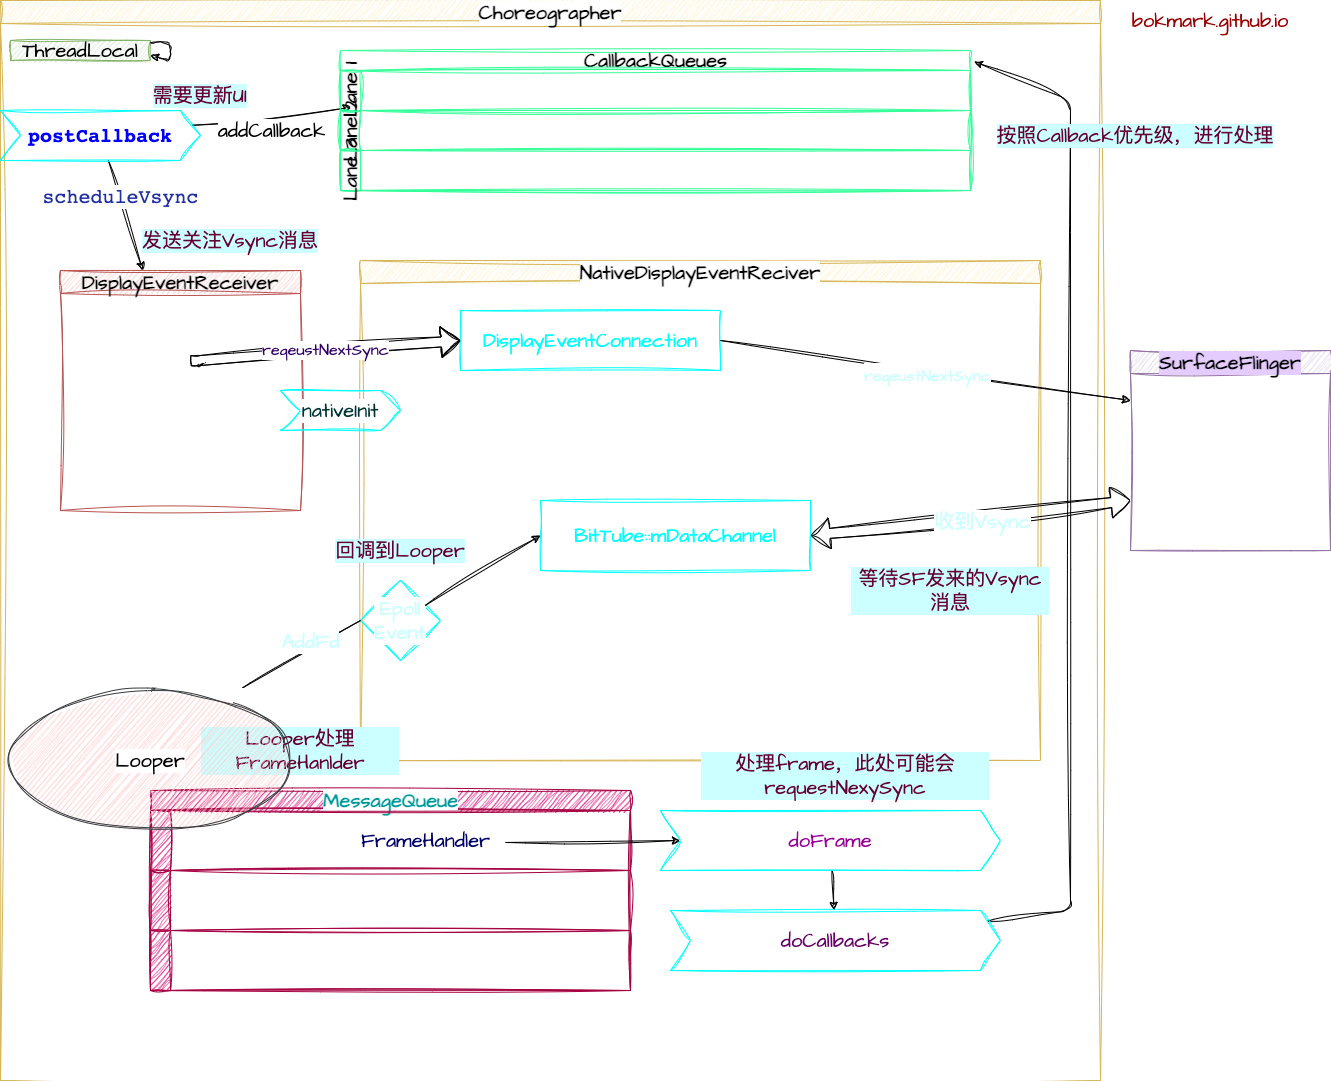 Choreographer
bokmark.github.io
ThreadLocal
CallbackQueues
Lane 1
Lane
Lane
需要更新ui
postCallback
addCallback
按照Callback优先级，进行处理
scheduleVsync
发送关注Vsync消息
DisplayEventReceiver
NativeDisplayEventReciver
DisplayEventConnection
reqeustNextSync
reqeustNextSync
SurfaceFlinger
nativeInit
收到Vsync
BitTube::mDataChannel
回调到Looper
等待SF发来的Vsync
消息
Epoll
Event
AddFd
Looper处理
FrameHanlder
Looper
处理frame，此处可能会
requestNexySync
MessageQueue
FrameHandler
doFrame
doCallbacks